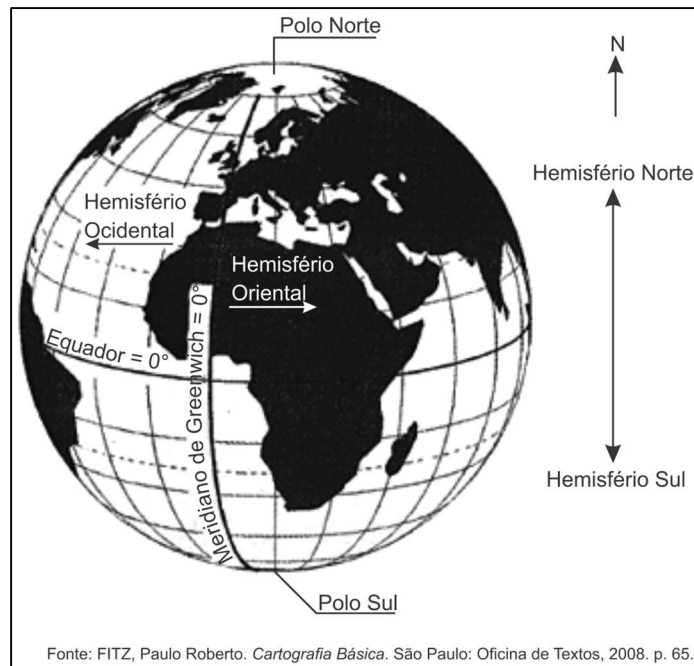 Polo Norte
N
Hemisfério Norte
Hemisfério
Ocidental
Hemisfério
Oriental
Equador = 0°
Meridiano de Greenwich = 0°
Hemisfério Sul
Polo Sul
Fonte: FITZ, Paulo Roberto. Cartografia Básica. São Paulo: Oficina de Textos, 2008. p. 65.